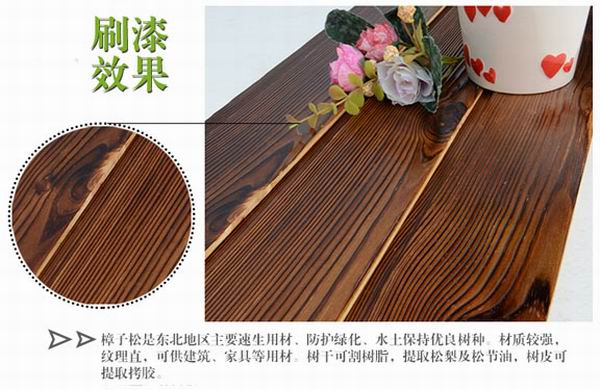 刷漆
效果
樟子松是东北地区主要速生用材、防护绿化、水土保持优良树种。材质较强，
纹理直，可供建筑、家具等用材。树干可割树脂，提取松梨及松节油，树皮可
提取拷胶。